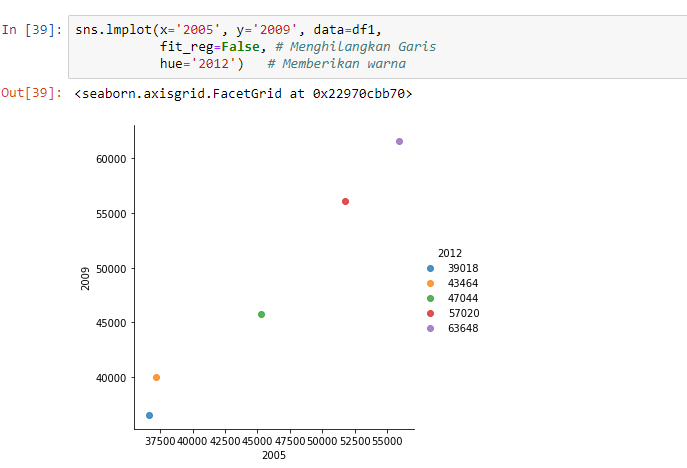 In [39]: sns.lmplot(x='2005', y='2009', data=df1,
fit_reg=False, # Menghilangkan Garis
hue='2012')   # Memberikan warna
Out[39]: <seaborn.axisgrid.FacetGrid at 0x22970cbb70>
60000
55000
50000
45000
40000
2009
37500 40000 42500 45000 47500 50000 52500 55000
2005
2012
39018
43464
47044
57020
63648